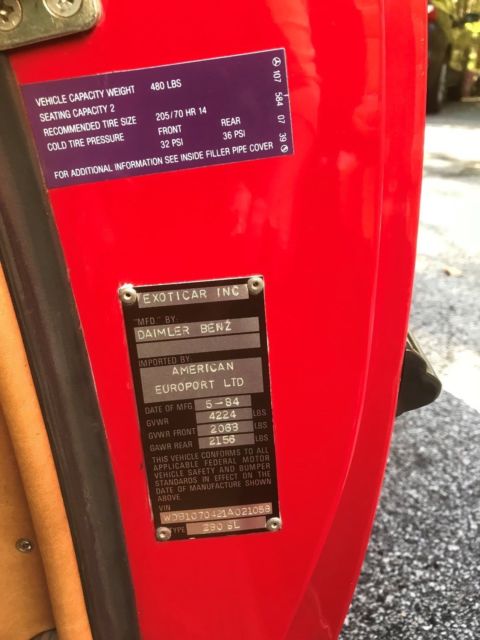 VEHICLE CAPACITY WEIGHT 480 LBS
SEATING CAPACITY 2
RECOMMENDED TIRE SIZE 205/70 HR 14
COLD TIRE PRESSURE FRONT REAR
32 PSI 36 PSI
FOR ADDITIONAL INFORMATION SEE INSIDE FILLER PIPE COVER
107 584 07 39
EXOTICAR INC
"MFD." BY:
DAIMLER BENZ
IMPORTED BY:
AMERICAN
EUROPORT LTD
DATE OF MFG 5-84
GVWR 4224 LBS
GVWR FRONT 2068 LBS
GAWR REAR 2156 LBS
THIS VEHICLE CONFORMS TO ALL
APPLICABLE FEDERAL MOTOR
VEHICLE SAFETY AND BUMPER
STANDARDS IN EFFECT ON THE
DATE OF MANUFACTURE SHOWN
ABOVE
VIN
WDB1070421A021058
TYPE 280 SL